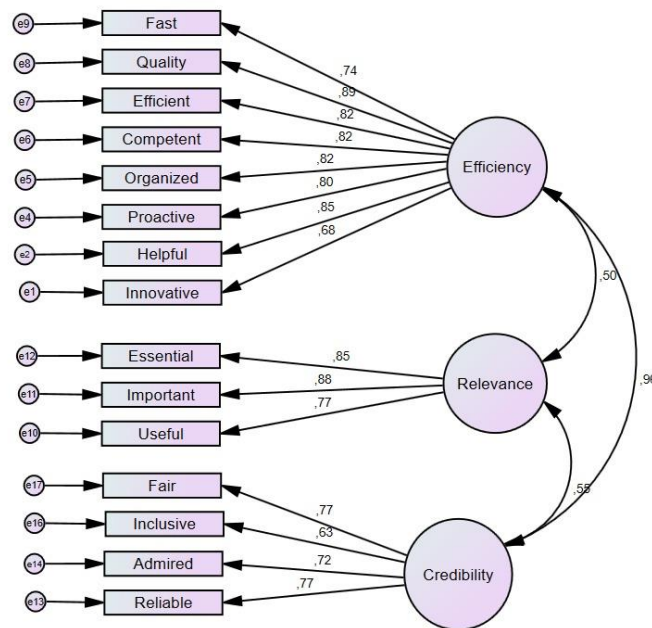 e9 Fast
,74
e8 Quality
,89
e7 Efficient
,82
e6 Competent
,82
Efficiency
e5 Organized
,82
e4 Proactive
,80
e2 Helpful
,85
e1 Innovative
,68
,50
e12 Essential
,85
,96
e11 Important
,88
Relevance
e10 Useful
,77
e17 Fair
,77
,55
e16 Inclusive
,63
e14 Admired
,72
Credibility
e13 Reliable
,77